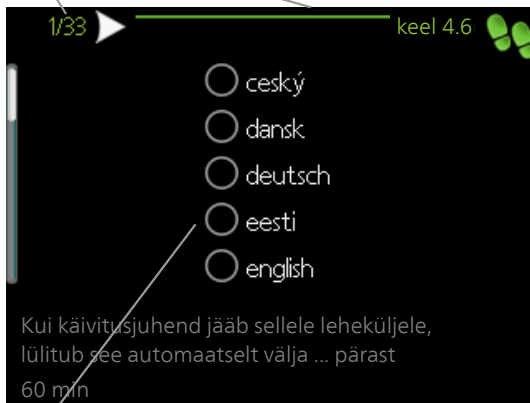 1/33
keel 4.6
ceský
dansk
deutsch
eesti
english
Kui käivitusjuhend jääb sellele leheküljele,
lülitub see automaatselt välja ... pärast
60 min